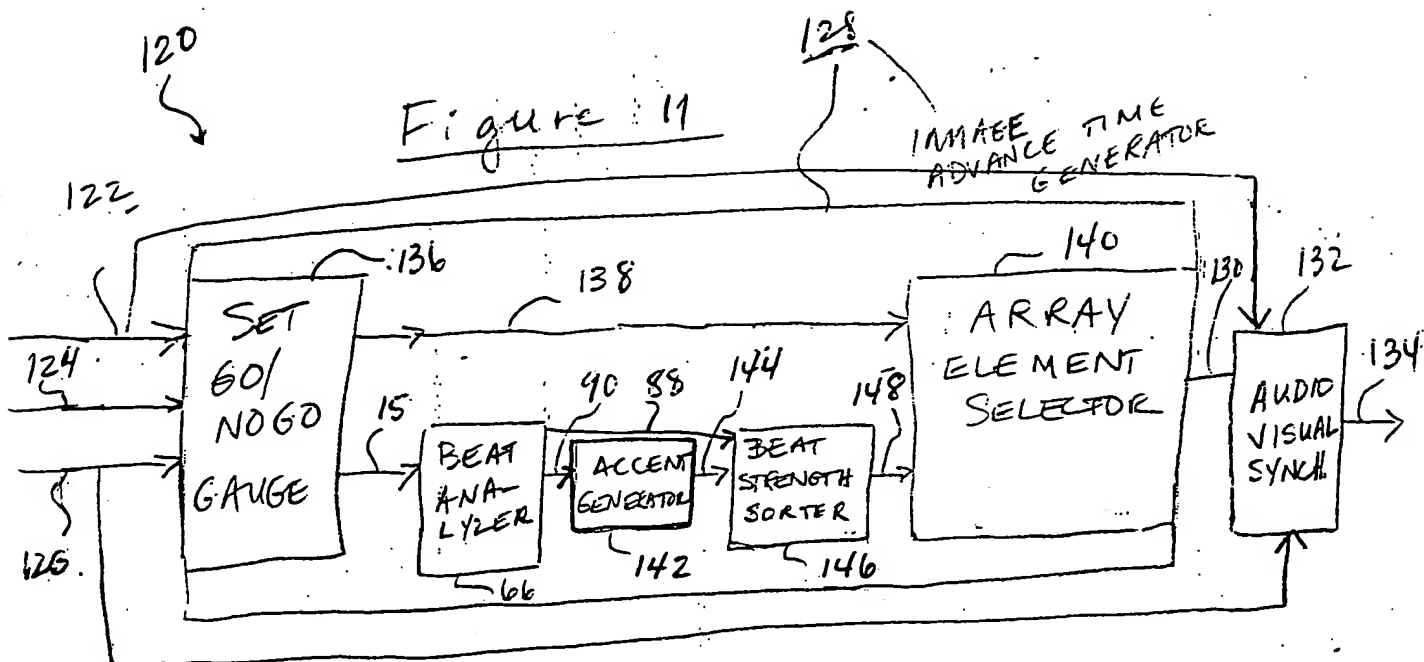 120
Figure 11
128
IMAGE
ADVANCE TIME
GENERATOR
122
136
138
140
130
132
134
SET
GO/
NOGO
GAUGE
124
126
15
BEAT
ANA-
LYZER
66
90
88
ACCENT
GENERATOR
142
144
BEAT
STRENGTH
SORTER
146
148
ARRAY
ELEMENT
SELECTOR
AUDIO
VISUAL
SYNCH.